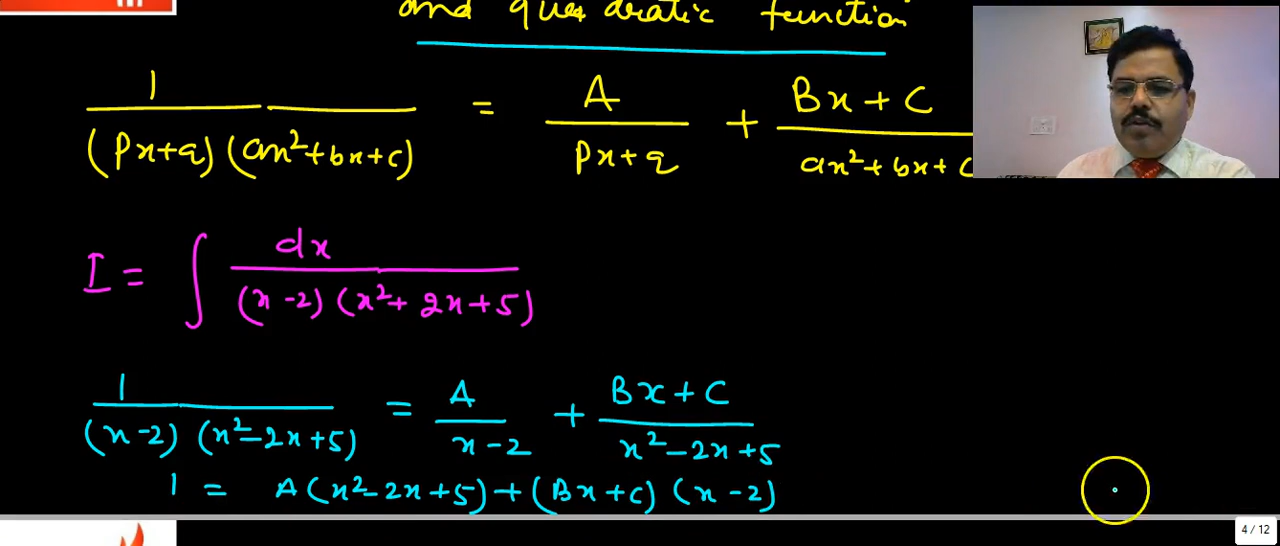 and quadratic function
1 / (Px+q)(ax²+bx+c) = A / Px+q + Bx+C / ax²+bx+c
I = ∫ dx / (x-2)(x²+2x+5)
1 / (x-2)(x²-2x+5) = A / x-2 + Bx+C / x²-2x+5
1 = A(x²-2x+5)+(Bx+c)(x-2)
4 / 12